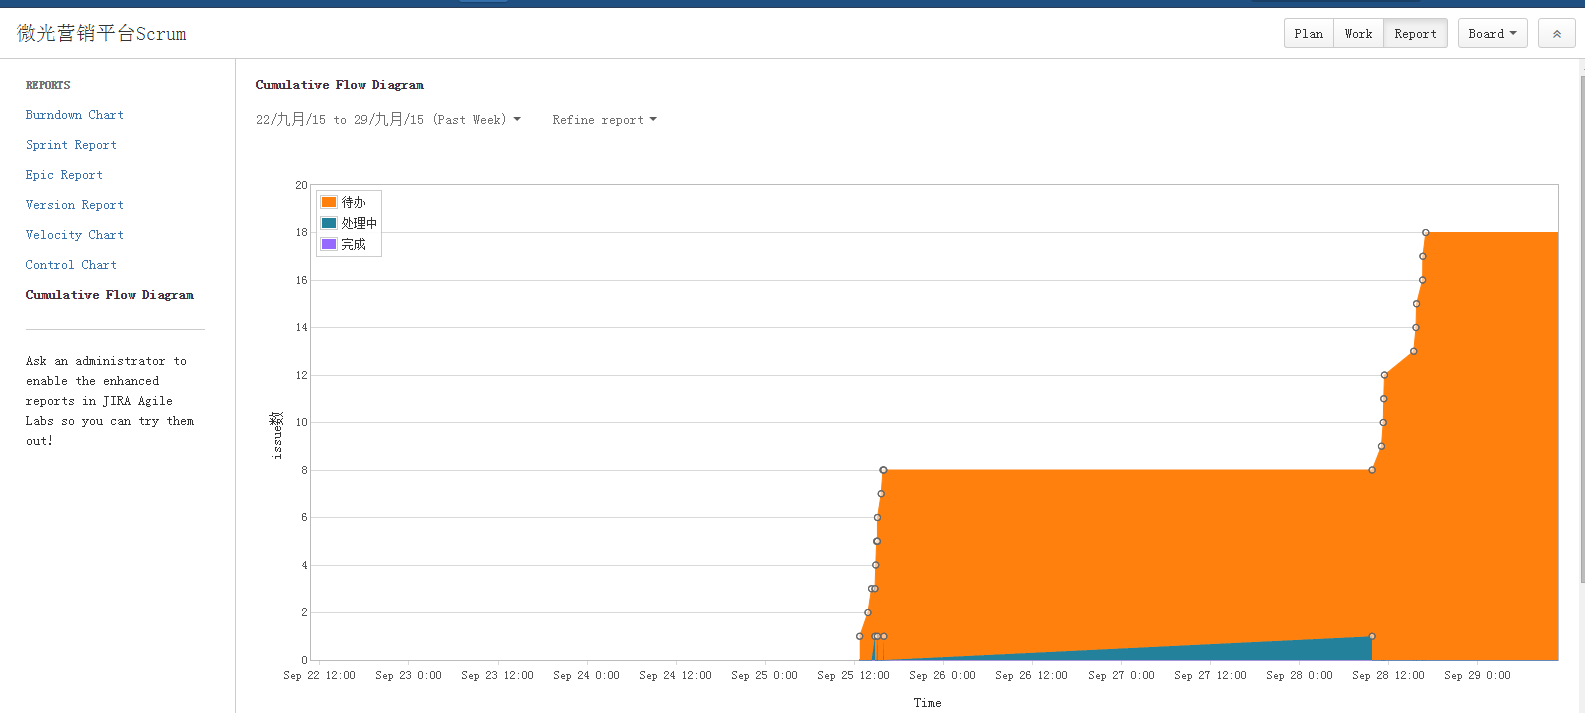 微光营销平台Scrum
Plan Work Report Board
REPORTS
Burndown Chart
Sprint Report
Epic Report
Version Report
Velocity Chart
Control Chart
Cumulative Flow Diagram
Ask an administrator to
enable the enhanced
reports in JIRA Agile
Labs so you can try them
out!
Cumulative Flow Diagram
22/九月/15 to 29/九月/15 (Past Week) Refine report
待办
处理中
完成
20
18
16
14
12
10
8
6
4
2
0
issue数
Sep 22 12:00 Sep 23 0:00 Sep 23 12:00 Sep 24 0:00 Sep 24 12:00 Sep 25 0:00 Sep 25 12:00 Sep 26 0:00 Sep 26 12:00 Sep 27 0:00 Sep 27 12:00 Sep 28 0:00 Sep 28 12:00 Sep 29 0:00
Time